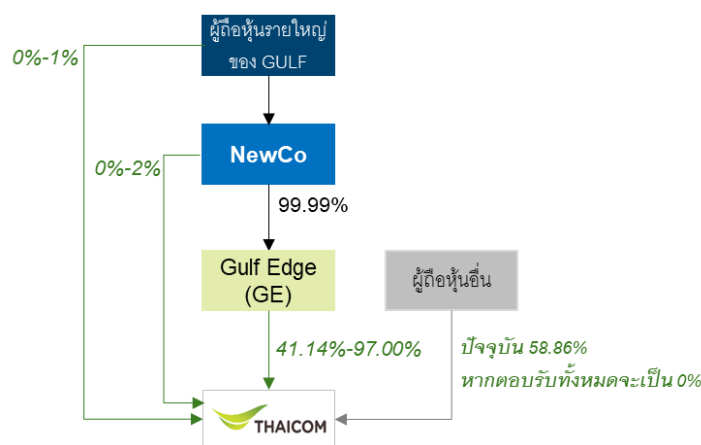 ผู้ถือหุ้นรายใหญ่
ของ GULF
0%-1%
NewCo
0%-2%
99.99%
Gulf Edge
(GE)
ผู้ถือหุ้นอื่น
41.14%-97.00%
ปัจจุบัน 58.86%
หากตอบรับทั้งหมดจะเป็น 0%
THAICOM